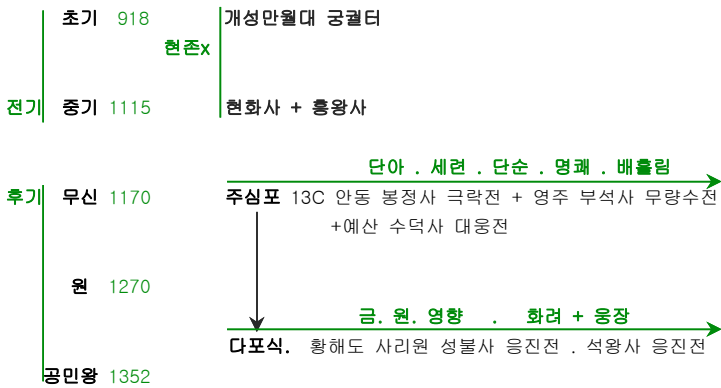 초기 918 개성만월대 궁궐터
현존x
전기 중기 1115 현화사 + 흥왕사
단아 . 세련 . 단순 . 명쾌 . 배흘림
후기 무신 1170 주심포 13C 안동 봉정사 극락전 + 영주 부석사 무량수전
+예산 수덕사 대웅전
원 1270
금. 원. 영향 . 화려 + 웅장
다포식. 황해도 사리원 성불사 응진전 . 석왕사 응진전
공민왕 1352